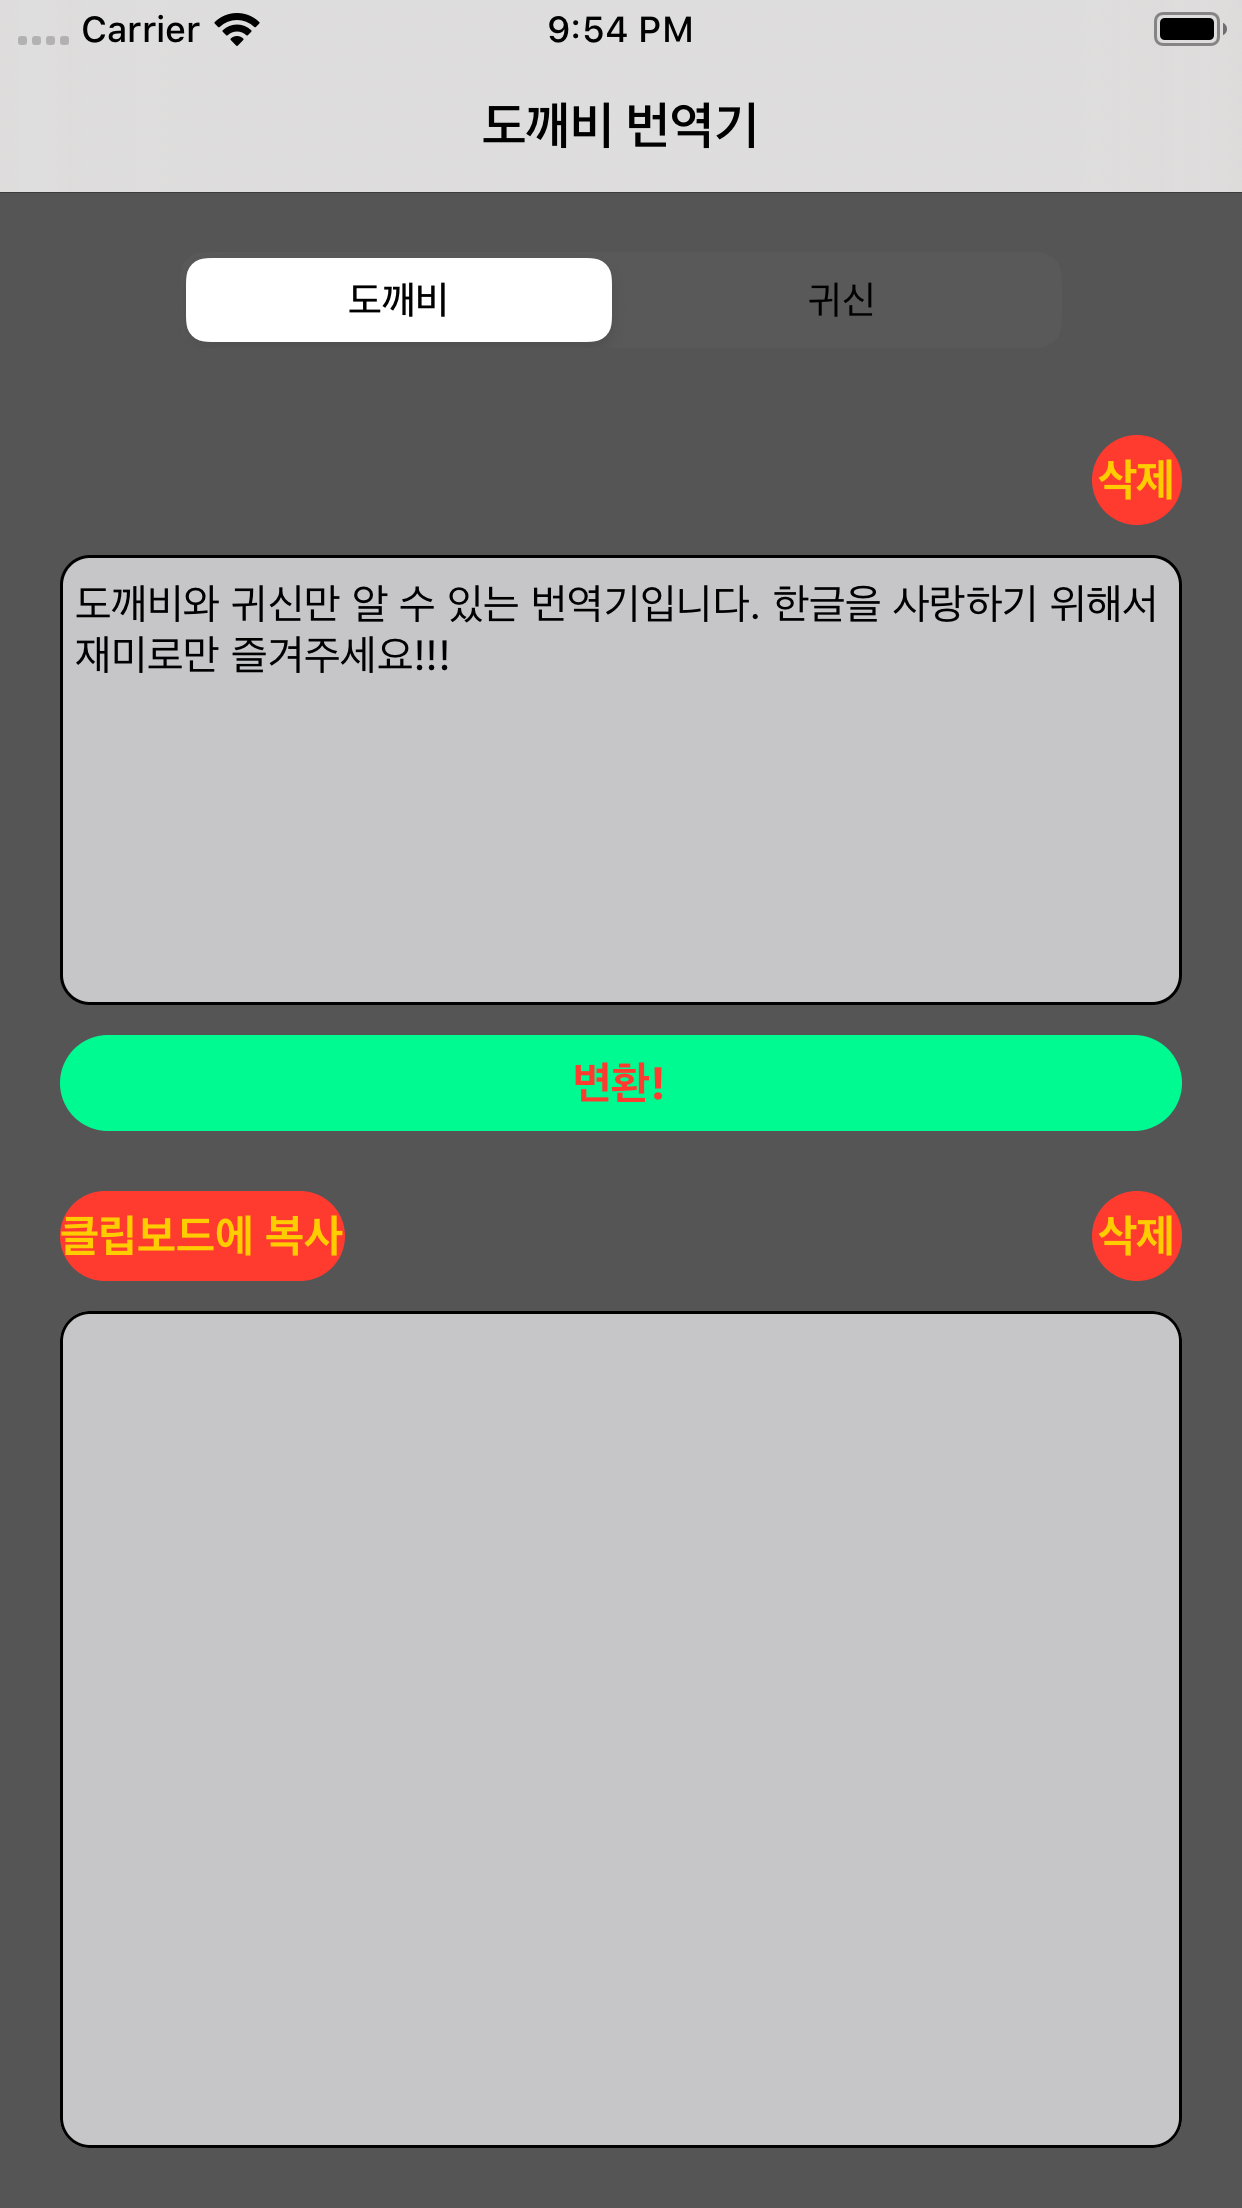 Carrier 9:54 PM
도깨비 번역기
도깨비 귀신
삭제
도깨비와 귀신만 알 수 있는 번역기입니다. 한글을 사랑하기 위해서
재미로만 즐겨주세요!!!
변환!
클립보드에 복사 삭제